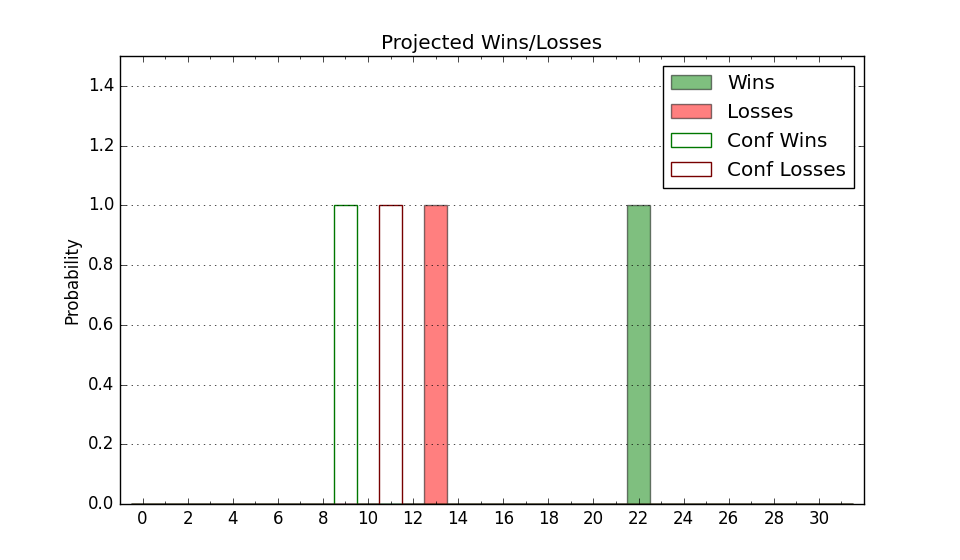 Projected Wins/Losses
Wins
Losses
Conf Wins
Conf Losses
1.4
1.2
1.0
0.8
0.6
0.4
0.2
0.0
Probability
0 2 4 6 8 10 12 14 16 18 20 22 24 26 28 30